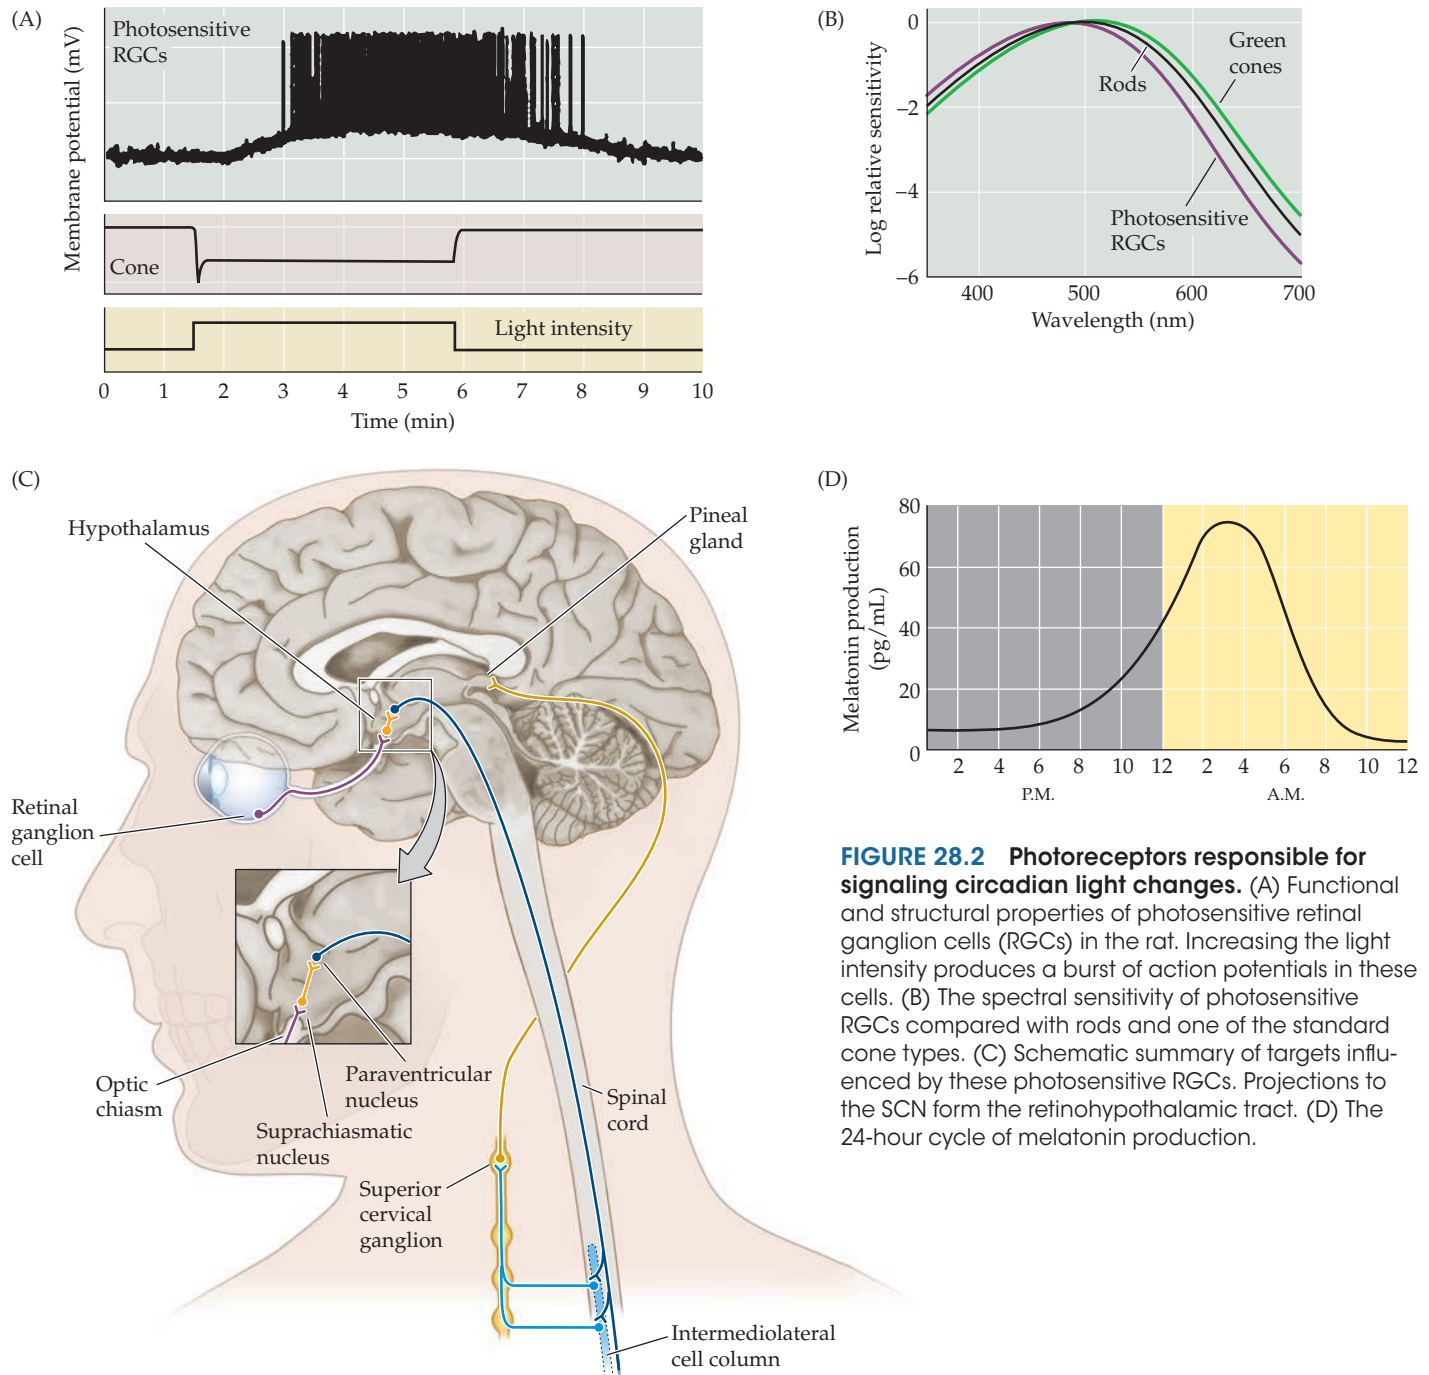 (A)
Photosensitive
RGCs
Membrane potential (mV)
Cone
Light intensity
0 1 2 3 4 5 6 7 8 9 10
Time (min)
(B)
0
−2
−4
−6
Log relative sensitivity
Green
cones
Rods
Photosensitive
RGCs
400 500 600 700
Wavelength (nm)
(C)
Hypothalamus
Pineal
gland
Retinal
ganglion
cell
Optic
chiasm
Suprachiasmatic
nucleus
Paraventricular
nucleus
Spinal
cord
Superior
cervical
ganglion
Intermediolateral
cell column
(D)
80
60
40
20
0
Melatonin production
(pg/mL)
2 4 6 8 10 12 2 4 6 8 10 12
P.M. A.M.
FIGURE 28.2 Photoreceptors responsible for
signaling circadian light changes. (A) Functional
and structural properties of photosensitive retinal
ganglion cells (RGCs) in the rat. Increasing the light
intensity produces a burst of action potentials in these
cells. (B) The spectral sensitivity of photosensitive
RGCs compared with rods and one of the standard
cone types. (C) Schematic summary of targets influ-
enced by these photosensitive RGCs. Projections to
the SCN form the retinohypothalamic tract. (D) The
24-hour cycle of melatonin production.